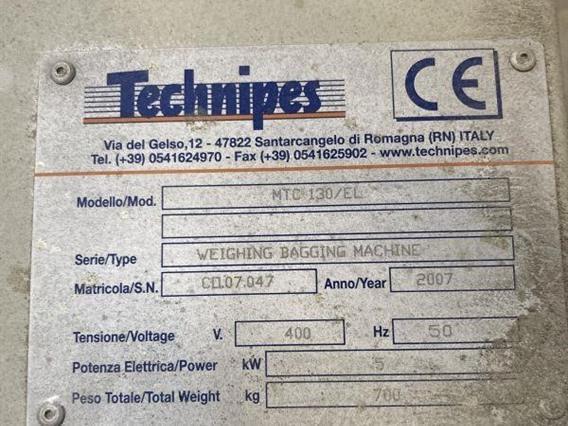 Technipes CE
Via del Gelso,12 - 47822 Santarcangelo di Romagna (RN) ITALY
Tel. (+39) 0541624970 - Fax (+39) 0541625902 - www.technipes.com
Modello/Mod. MTC 130/EL
Serie/Type WEIGHING BAGGING MACHINE
Matricola/S.N. CD.07.047 Anno/Year 2007
Tensione/Voltage V. 400 Hz 50
Potenza Elettrica/Power kW 5
Peso Totale/Total Weight kg 700